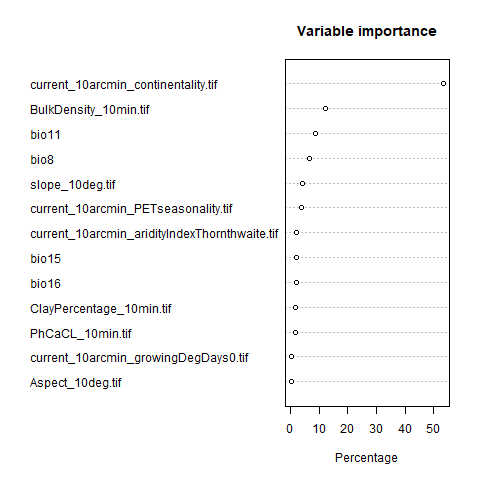 Variable importance
current_10arcmin_continentality.tif
BulkDensity_10min.tif
bio11
bio8
slope_10deg.tif
current_10arcmin_PETseasonality.tif
current_10arcmin_aridityIndexThornthwaite.tif
bio15
bio16
ClayPercentage_10min.tif
PhCaCL_10min.tif
current_10arcmin_growingDegDays0.tif
Aspect_10deg.tif
0 10 20 30 40 50
Percentage